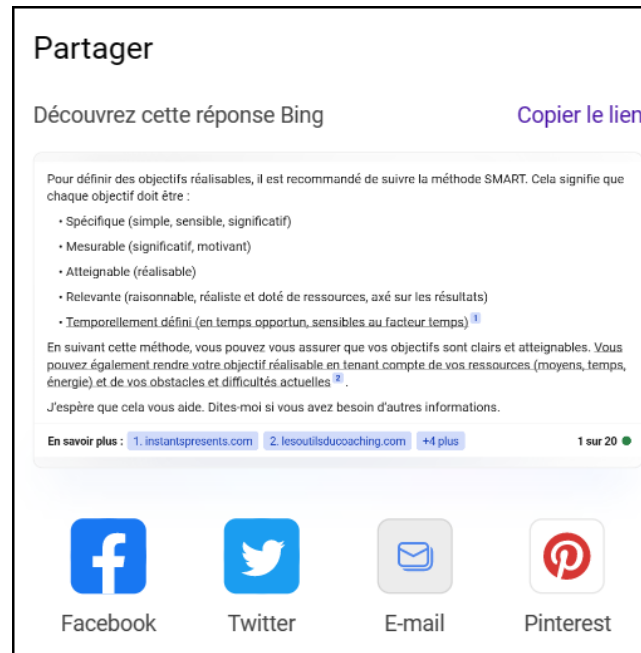 Partager
Découvrez cette réponse Bing
Copier le lien
Pour définir des objectifs réalisables, il est recommandé de suivre la méthode SMART. Cela signifie que
chaque objectif doit être :
• Spécifique (simple, sensible, significatif)
• Mesurable (significatif, motivant)
• Atteignable (réalisable)
• Relevante (raisonnable, réaliste et doté de ressources, axé sur les résultats)
• Temporellement défini (en temps opportun, sensibles au facteur temps) 1
En suivant cette méthode, vous pouvez vous assurer que vos objectifs sont clairs et atteignables. Vous
pouvez également rendre votre objectif réalisable en tenant compte de vos ressources (moyens, temps,
énergie) et de vos obstacles et difficultés actuelles 2 .
J'espère que cela vous aide. Dites-moi si vous avez besoin d'autres informations.
En savoir plus : 1. instantspresents.com 2. lesoutilsducoaching.com +4 plus 1 sur 20
Facebook Twitter E-mail Pinterest